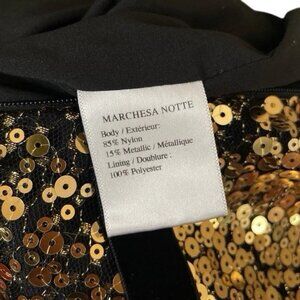 MARCHESA NOTTE
Body / Extérieur:
85% Nylon
15% Metallic / Métallique
Lining / Doublure :
100% Polyester